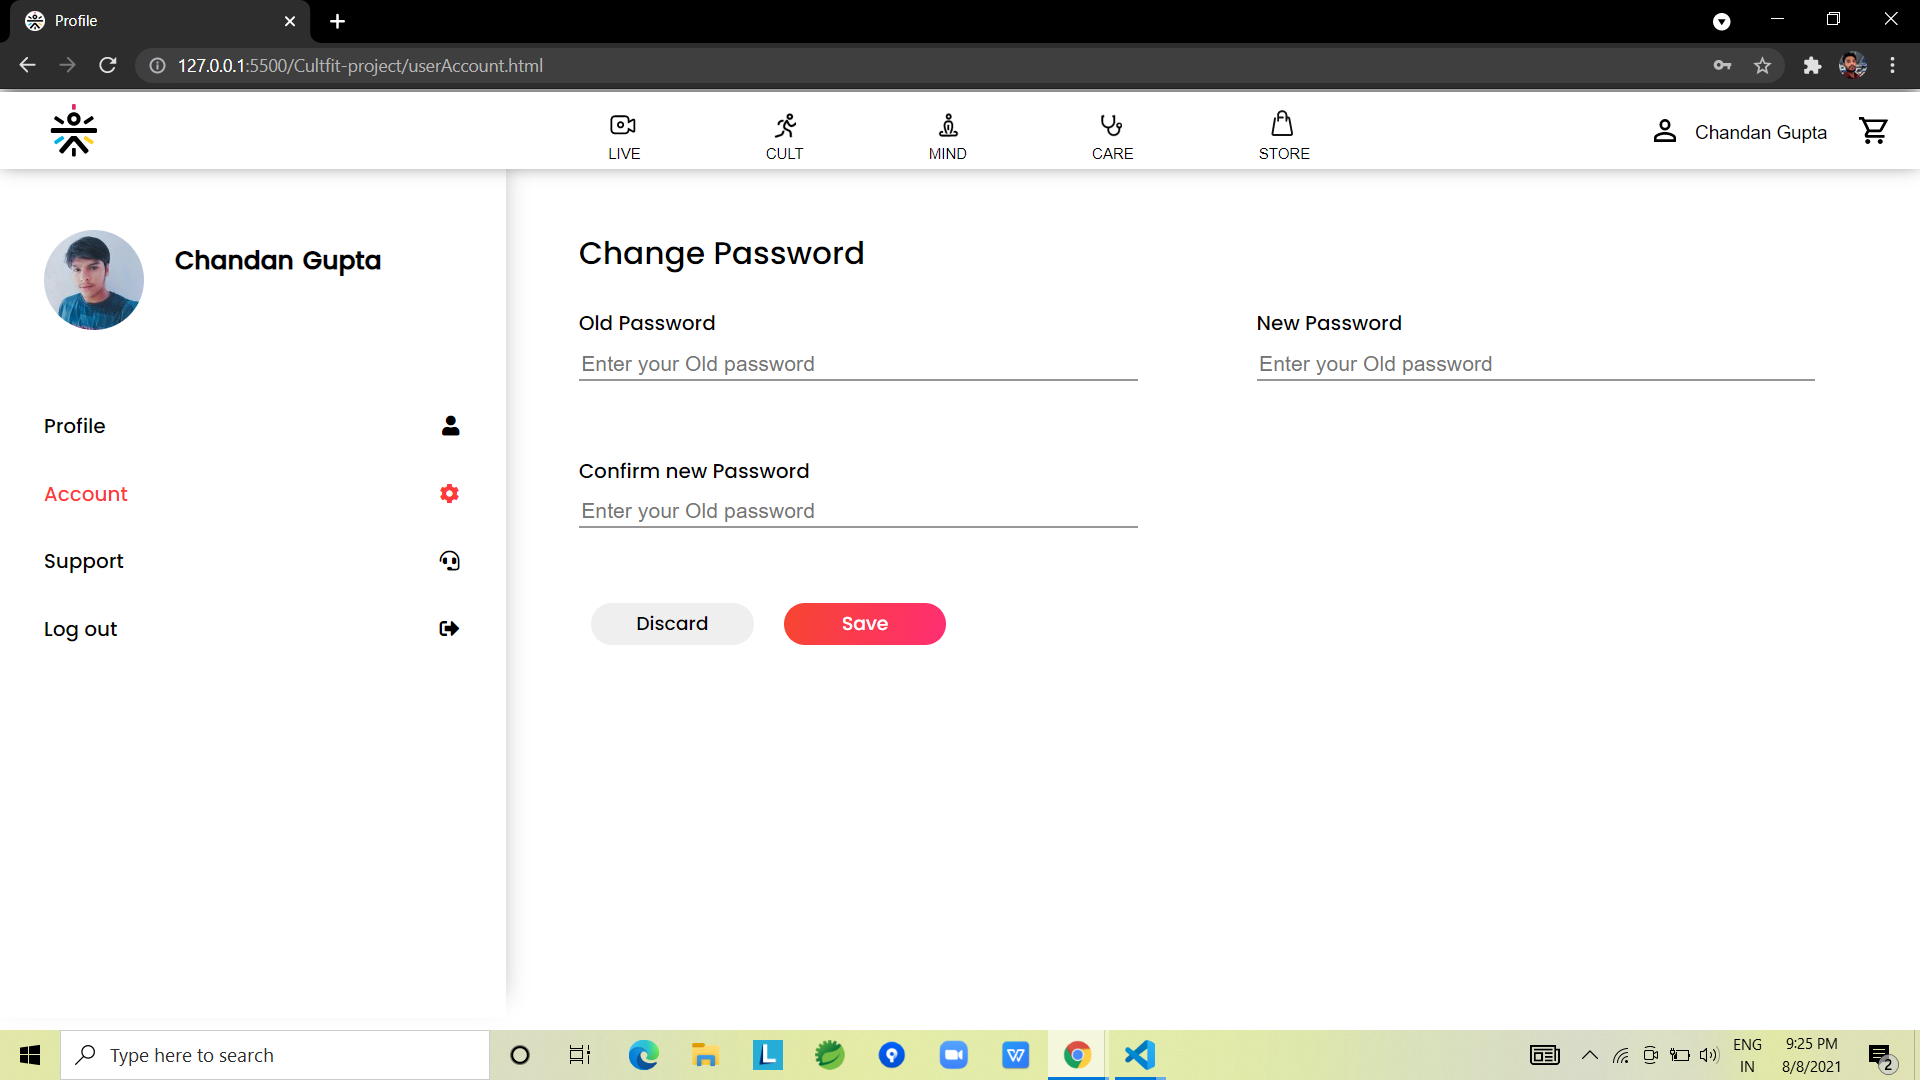 Profile
127.0.0.1:5500/Cultfit-project/userAccount.html
LIVE
CULT
MIND
CARE
STORE
Chandan Gupta
Chandan Gupta
Profile
Account
Support
Log out
Change Password
Old Password
Enter your Old password
New Password
Enter your Old password
Confirm new Password
Enter your Old password
Discard
Save
Type here to search
L
W
ENG
IN
9:25 PM
8/8/2021
2